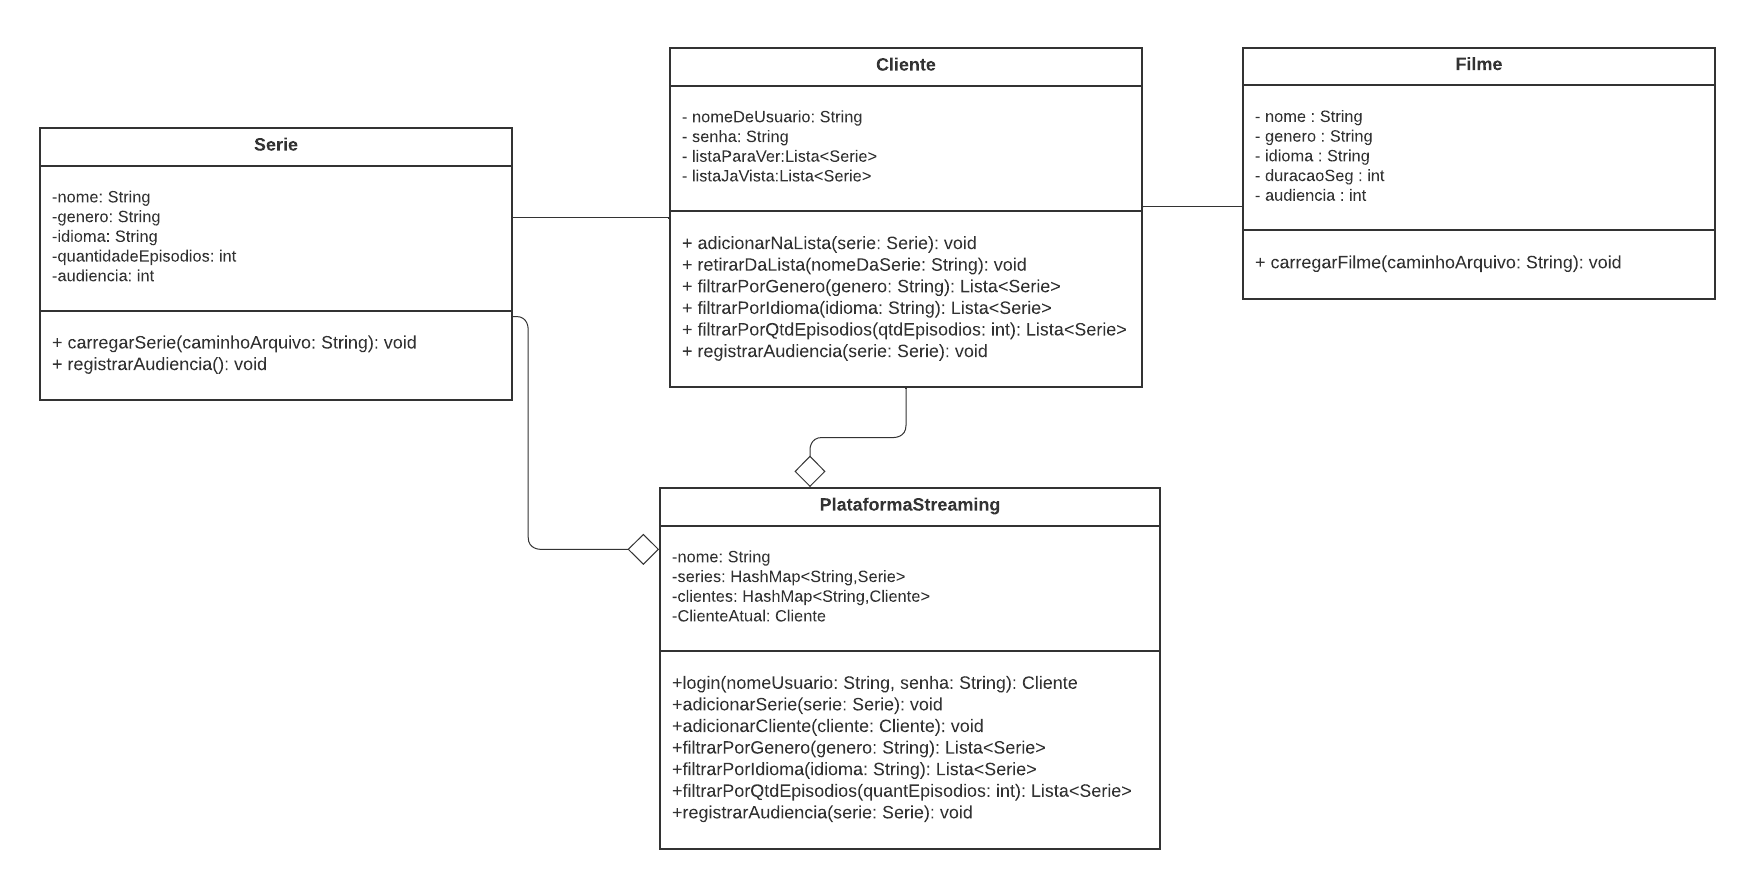 Serie
-nome: String
-genero: String
-idioma: String
-quantidadeEpisodios: int
-audiencia: int
+ carregarSerie(caminhoArquivo: String): void
+ registrarAudiencia(): void
Cliente
- nomeDeUsuario: String
- senha: String
- listaParaVer:Lista<Serie>
- listaJaVista:Lista<Serie>
+ adicionarNaLista(serie: Serie): void
+ retirarDaLista(nomeDaSerie: String): void
+ filtrarPorGenero(genero: String): Lista<Serie>
+ filtrarPorIdioma(idioma: String): Lista<Serie>
+ filtrarPorQtdEpisodios(qtdEpisodios: int): Lista<Serie>
+ registrarAudiencia(serie: Serie): void
Filme
- nome : String
- genero : String
- idioma : String
- duracaoSeg : int
- audiencia : int
+ carregarFilme(caminhoArquivo: String): void
PlataformaStreaming
-nome: String
-series: HashMap<String,Serie>
-clientes: HashMap<String,Cliente>
-ClienteAtual: Cliente
+login(nomeUsuario: String, senha: String): Cliente
+adicionarSerie(serie: Serie): void
+adicionarCliente(cliente: Cliente): void
+filtrarPorGenero(genero: String): Lista<Serie>
+filtrarPorIdioma(idioma: String): Lista<Serie>
+filtrarPorQtdEpisodios(quantEpisodios: int): Lista<Serie>
+registrarAudiencia(serie: Serie): void